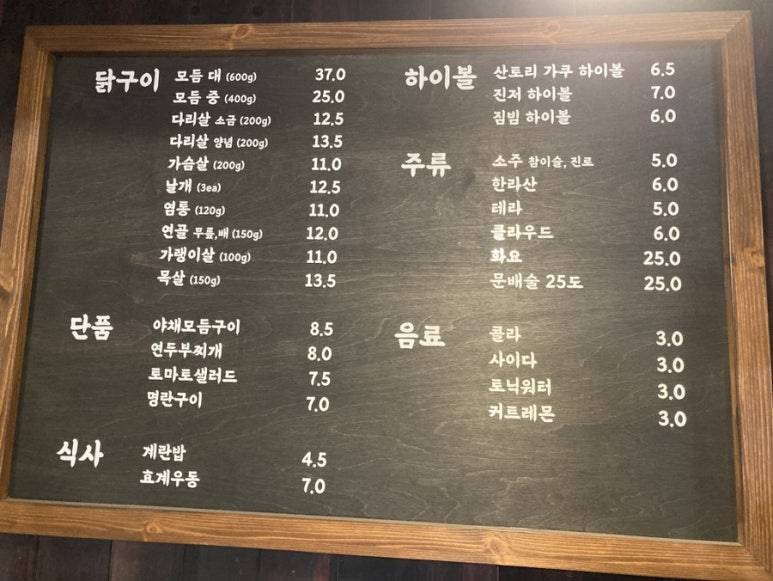 닭구이 모듬 대 (600g) 37.0
모듬 중 (400g) 25.0
다리살 소금 (200g) 12.5
다리살 양념 (200g) 13.5
가슴살 (200g) 11.0
날개 (3ea) 12.5
염통 (120g) 11.0
연골 무릎,배 (150g) 12.0
가랭이살 (100g) 11.0
목살 (150g) 13.5
단품 야채모듬구이 8.5
연두부찌개 8.0
토마토샐러드 7.5
명란구이 7.0
식사 계란밥 4.5
효계우동 7.0
하이볼 산토리 가쿠 하이볼 6.5
진저 하이볼 7.0
짐빔 하이볼 6.0
주류 소주 참이슬, 진로 5.0
한라산 6.0
테라 5.0
클라우드 6.0
화요 25.0
문배술 25도 25.0
음료 콜라 3.0
사이다 3.0
토닉워터 3.0
커트레몬 3.0